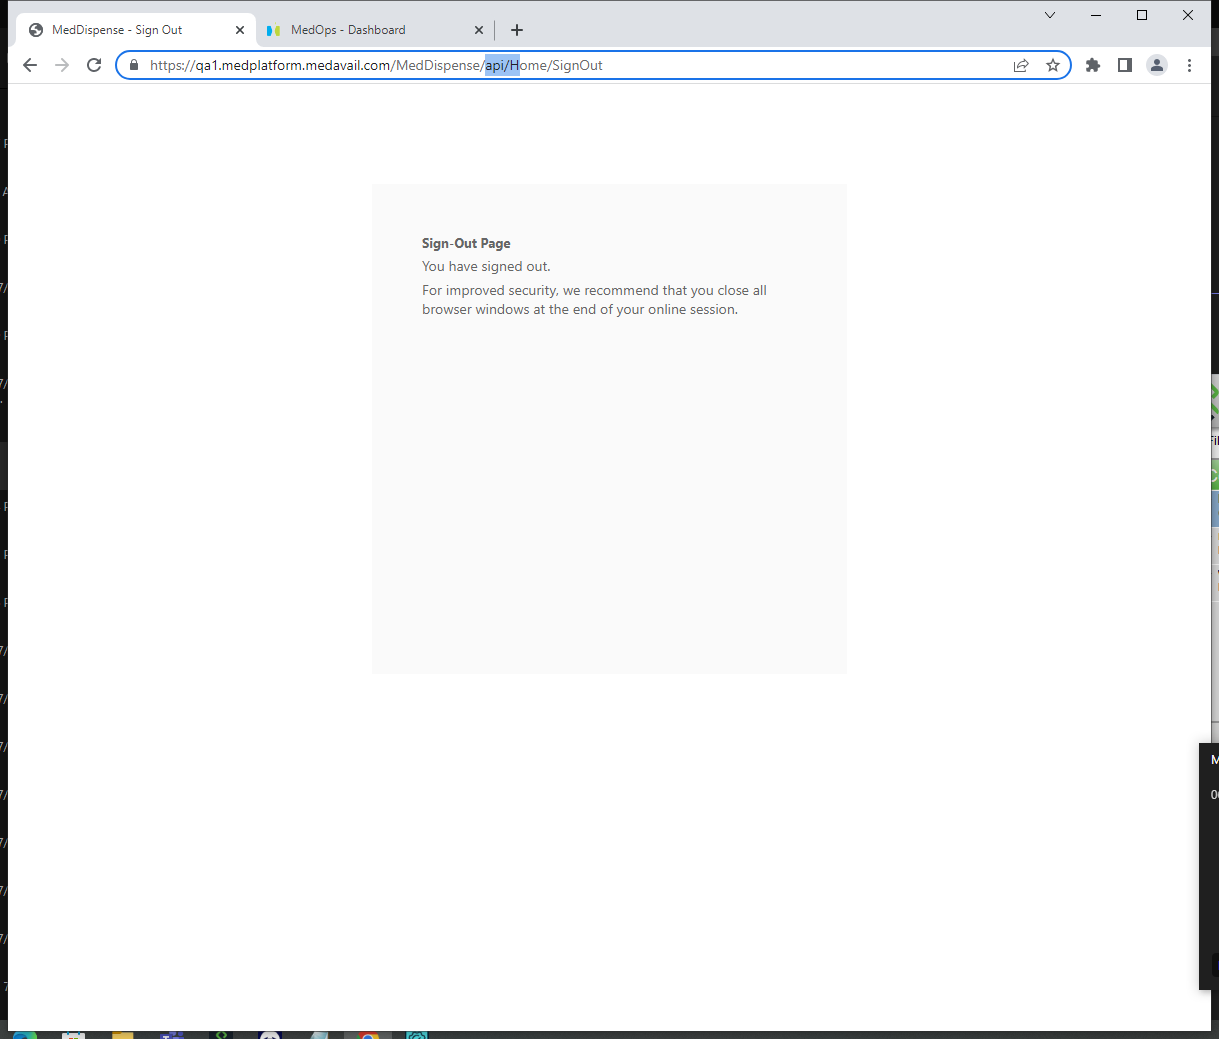 MedDispense - Sign Out
MedOps - Dashboard
https://qa1.medplatform.medavail.com/MedDispense/api/Home/SignOut
Sign-Out Page
You have signed out.
For improved security, we recommend that you close all
browser windows at the end of your online session.